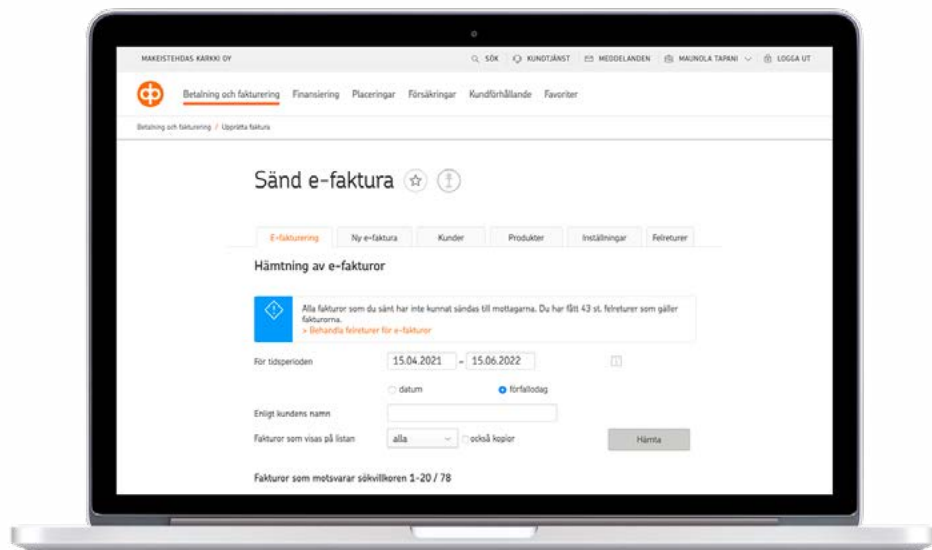 MAKEISTEHDAS KARKKI OY
SÖK
KUNDTJÄNST
MEDDELANDEN
MAUNOLA TAPANI
LOGGA UT
Betalning och fakturering
Finansiering
Placeringar
Försäkringar
Kundförhållande
Favoriter
Betalning och fakturering / Upprätta faktura
Sänd e-faktura
E-fakturering
Ny e-faktura
Kunder
Produkter
Inställningar
Felreturer
Hämtning av e-fakturor
Alla fakturor som du sänt har inte kunnat sändas till mottagarna. Du har fått 43 st. felreturer som gäller
fakturorna.
» Behandla felreturer för e-fakturor
För tidsperioden
15.04.2021 – 15.06.2022
datum
förfallodag
Enligt kundens namn
Fakturor som visas på listan
alla
också kopior
Hämta
Fakturor som motsvarar sökvillkoren 1-20 / 78